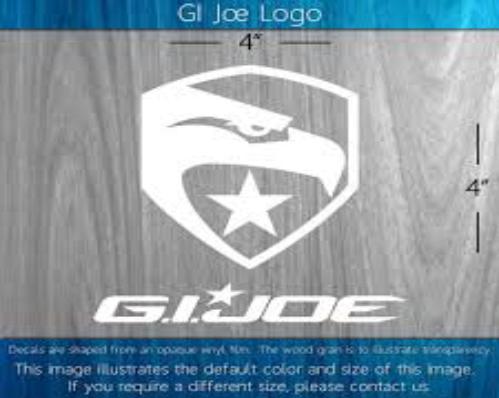 GI Joe Logo
4"
4"
G.I.JOE
Decals are shaped from an opaque vinyl film. The wood grain is to illustrate transparency.
This image illustrates the default color and size of this image.
If you require a different size, please contact us.